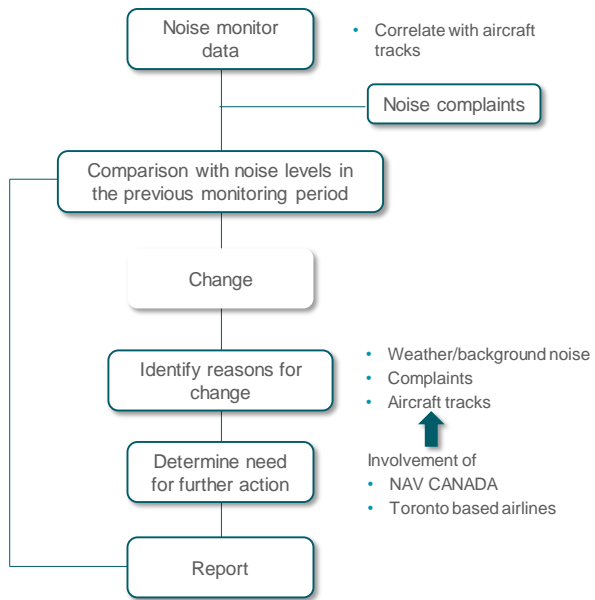 Noise monitor
data
• Correlate with aircraft
tracks
Noise complaints
Comparison with noise levels in
the previous monitoring period
Change
Identify reasons for
change
• Weather/background noise
• Complaints
• Aircraft tracks
Determine need
for further action
Involvement of
• NAV CANADA
• Toronto based airlines
Report